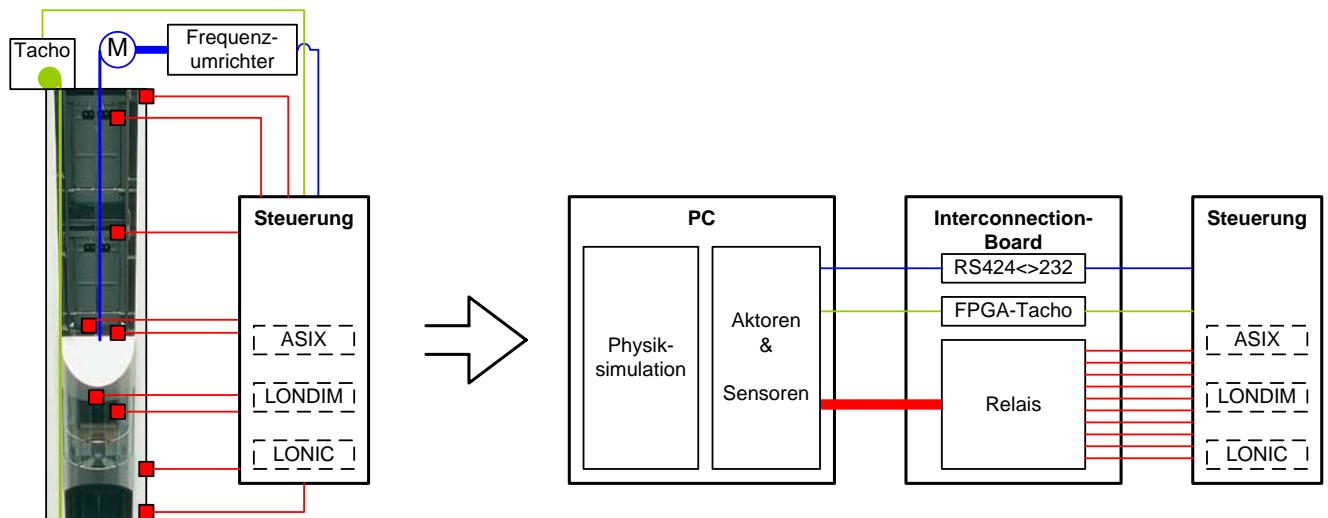 Tacho
M
Frequenz-
umrichter
Steuerung
ASIX
LONDIM
LONIC
PC
Physik-
simulation
Aktoren
&
Sensoren
Interconnection-
Board
RS424<>232
FPGA-Tacho
Relais
Steuerung
ASIX
LONDIM
LONIC